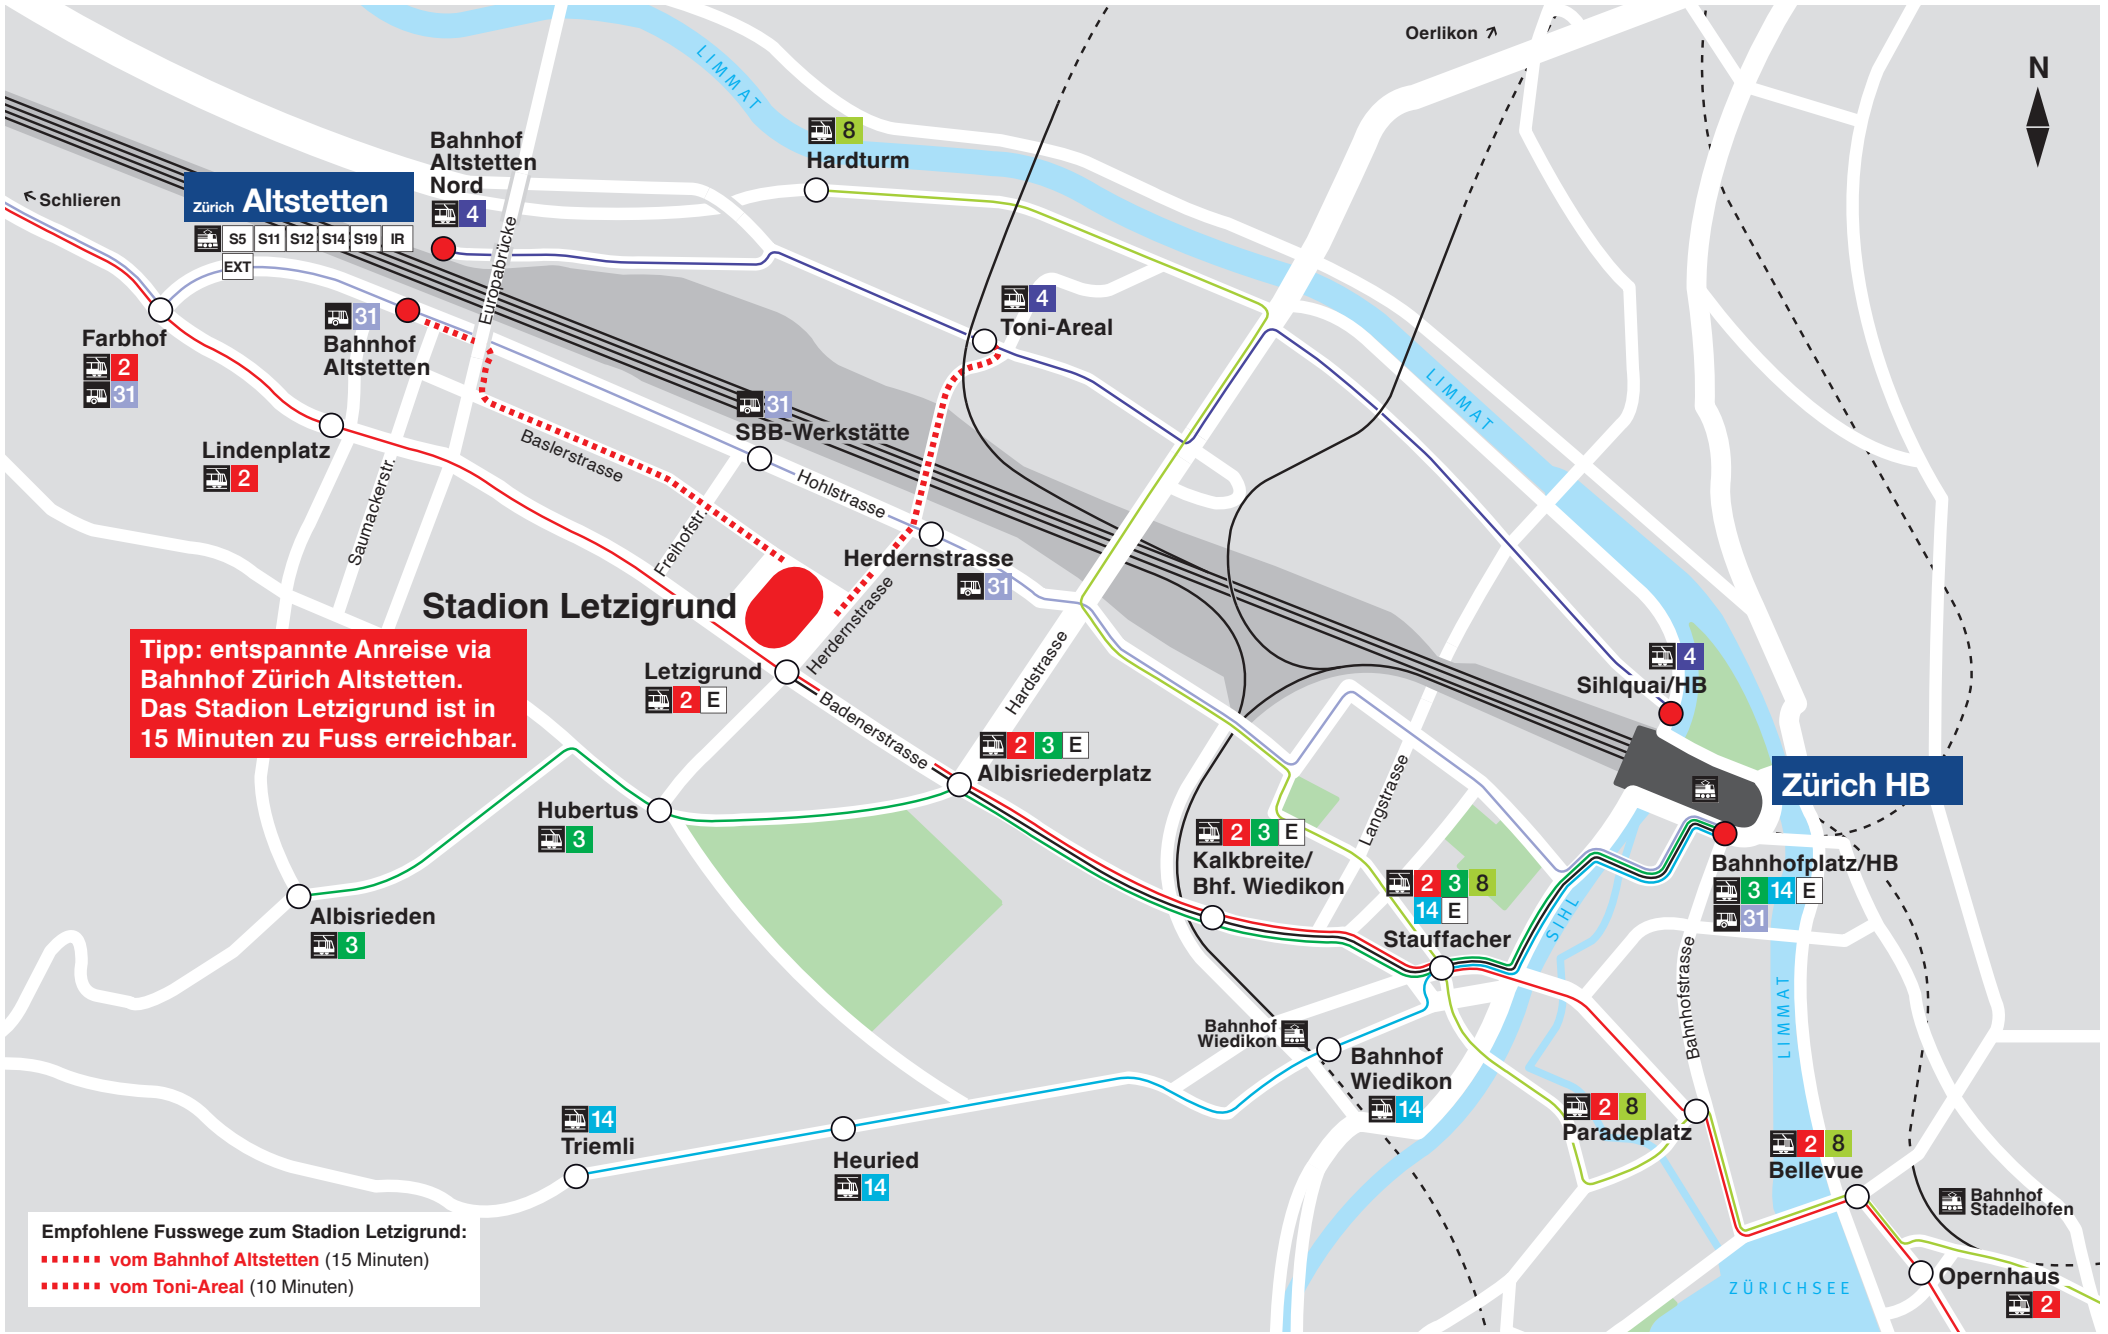 Oerlikon
N
LIMMAT
Bahnhof
Altstetten
Nord
4
8
Hardturm
Schlieren
Zürich Altstetten
S5 S11 S12 S14 S19 IR
EXT
Europabrücke
31
Bahnhof
Altstetten
Farbhof
2
31
4
Toni-Areal
LIMMAT
31
SBB-Werkstätte
Lindenplatz
2
Baslerstrasse
Saumackerstr.
Hohlstrasse
Freihofstr.
Herdernstrasse
31
Stadion Letzigrund
Herdernstrasse
Tipp: entspannte Anreise via
Bahnhof Zürich Altstetten.
Das Stadion Letzigrund ist in
15 Minuten zu Fuss erreichbar.
Letzigrund
2 E
Hardstrasse
4
Sihlquai/HB
Badenerstrasse
2 3 E
Albisriederplatz
Zürich HB
Langstrasse
Hubertus
3
2 3 E
Kalkbreite/
Bhf. Wiedikon
2 3 8
14 E
Stauffacher
Bahnhofplatz/HB
3 14 E
31
SIHL
Albisrieden
3
Bahnhofstrasse
LIMMAT
Bahnhof
Wiedikon
Bahnhof
Wiedikon
14
14
Triemli
Heuried
14
2 8
Paradeplatz
2 8
Bellevue
Bahnhof
Stadelhofen
Opernhaus
2
ZÜRICHSEE
Empfohlene Fusswege zum Stadion Letzigrund:
vom Bahnhof Altstetten (15 Minuten)
vom Toni-Areal (10 Minuten)